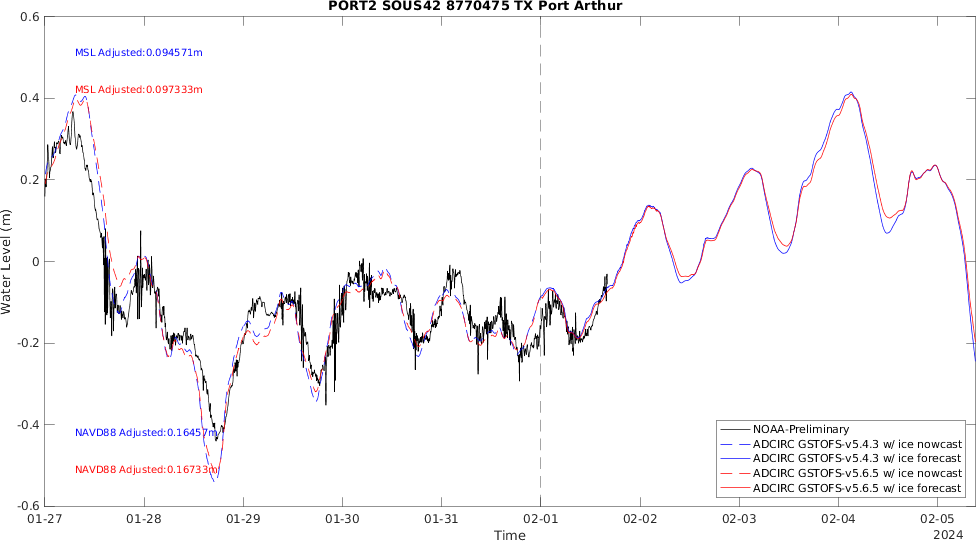 PORT2 SOUS42 8770475 TX Port Arthur
MSL Adjusted:0.094571m
MSL Adjusted:0.097333m
NAVD88 Adjusted:0.16457m
NAVD88 Adjusted:0.16733m
Water Level (m)
0.6
0.4
0.2
0
-0.2
-0.4
-0.6
01-27
01-28
01-29
01-30
01-31
02-01
02-02
02-03
02-04
02-05
2024
Time
NOAA-Preliminary
ADCIRC GSTOFS-v5.4.3 w/ ice nowcast
ADCIRC GSTOFS-v5.4.3 w/ ice forecast
ADCIRC GSTOFS-v5.6.5 w/ ice nowcast
ADCIRC GSTOFS-v5.6.5 w/ ice forecast